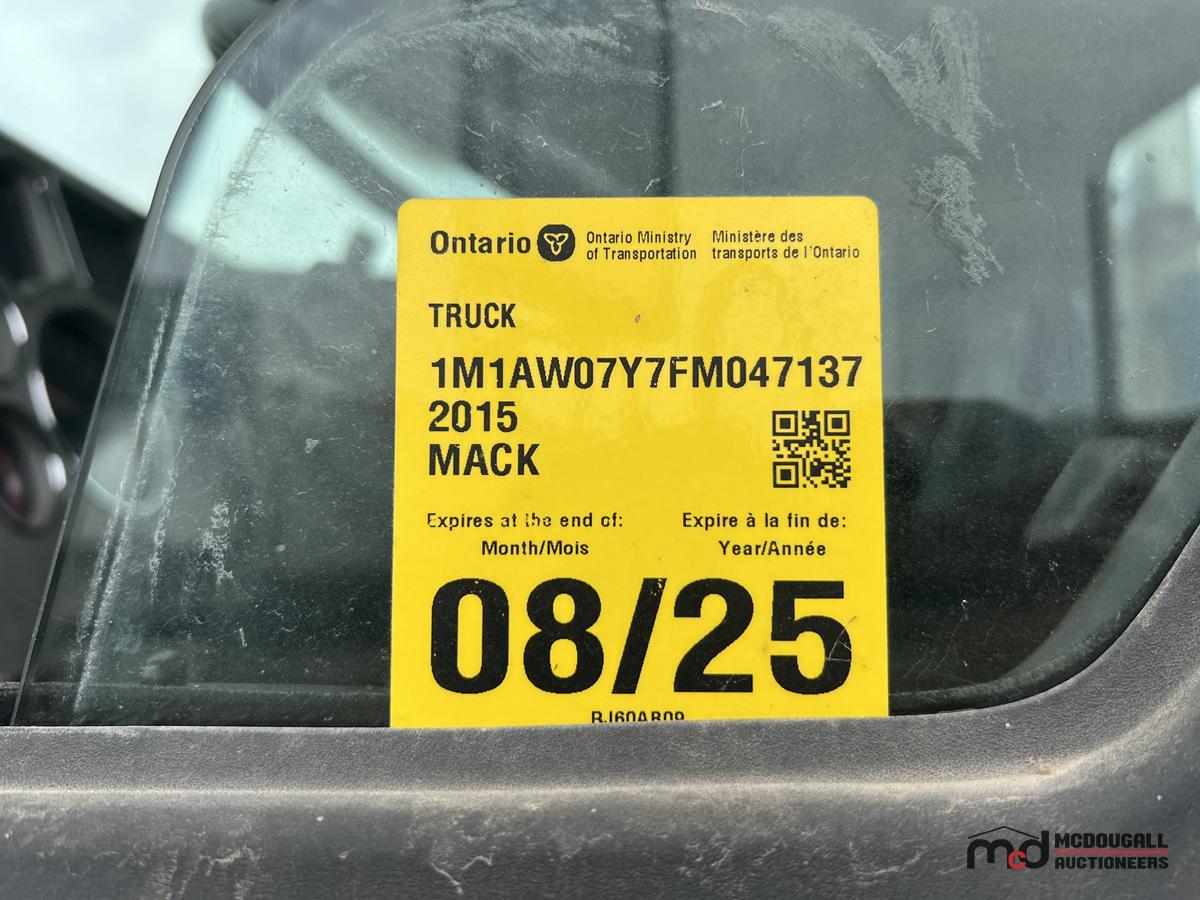 Ontario
Ontario Ministry
of Transportation
Ministère des
transports de l'Ontario
TRUCK
1M1AW07Y7FM047137
2015
MACK
Expires at the end of:
Month/Mois
Expire à la fin de:
Year/Année
08/25
mcd MCDOUGALL
AUCTIONEERS